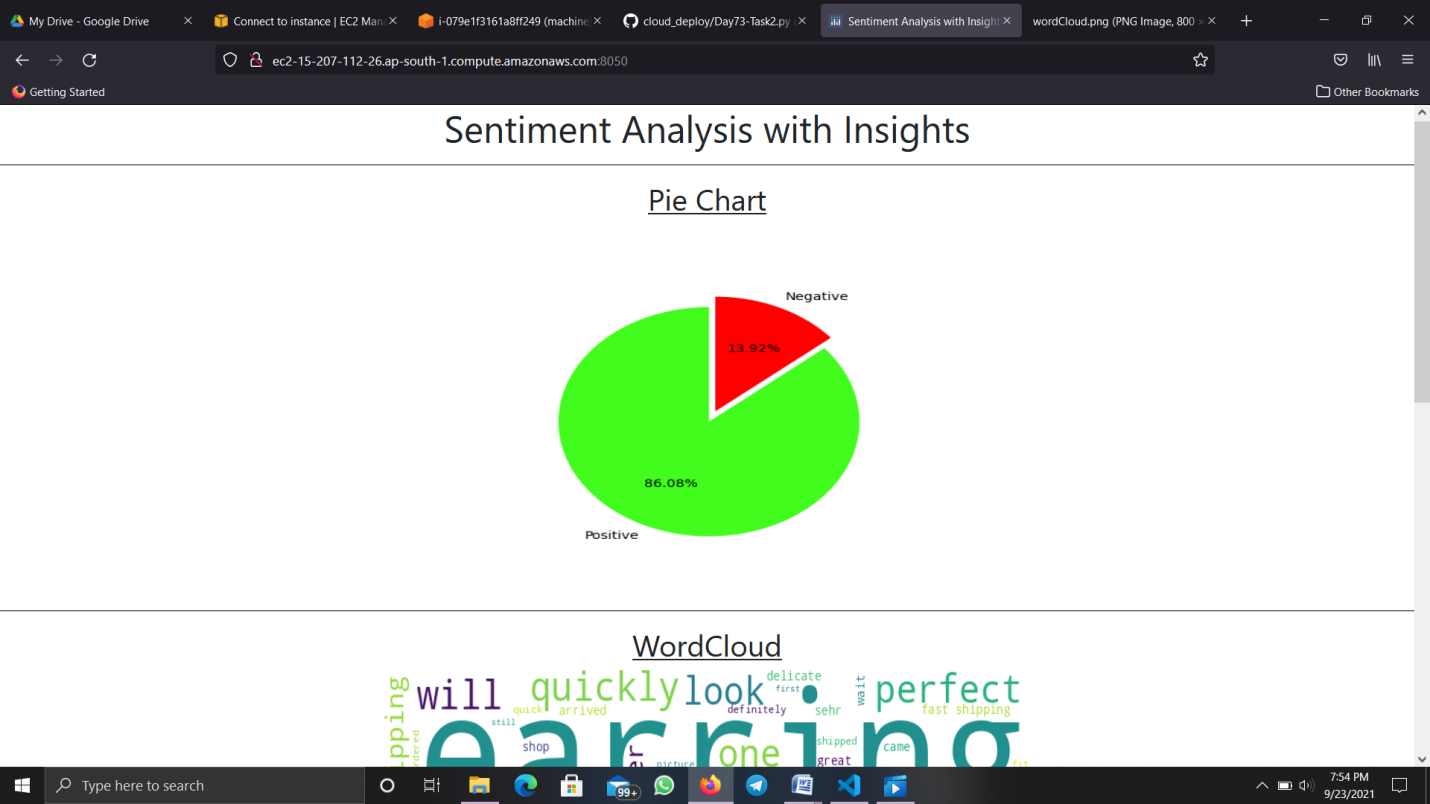 My Drive - Google Drive
Connect to instance | EC2 Mana
i-079e1f3161a8ff249 (machine
cloud_deploy/Day73-Task2.py
Sentiment Analysis with Insight
wordCloud.png (PNG Image, 800
ec2-15-207-112-26.ap-south-1.compute.amazonaws.com:8050
Getting Started
Other Bookmarks
Sentiment Analysis with Insights
Pie Chart
Negative
13.92%
86.08%
Positive
WordCloud
will
quickly
look
delicate
first
wait
perfect
quick
arrived
definitely
sehr
fast shipping
still
earring
shop
one
shipped
came
picture
great
fit
Type here to search
99+
7:54 PM
9/23/2021